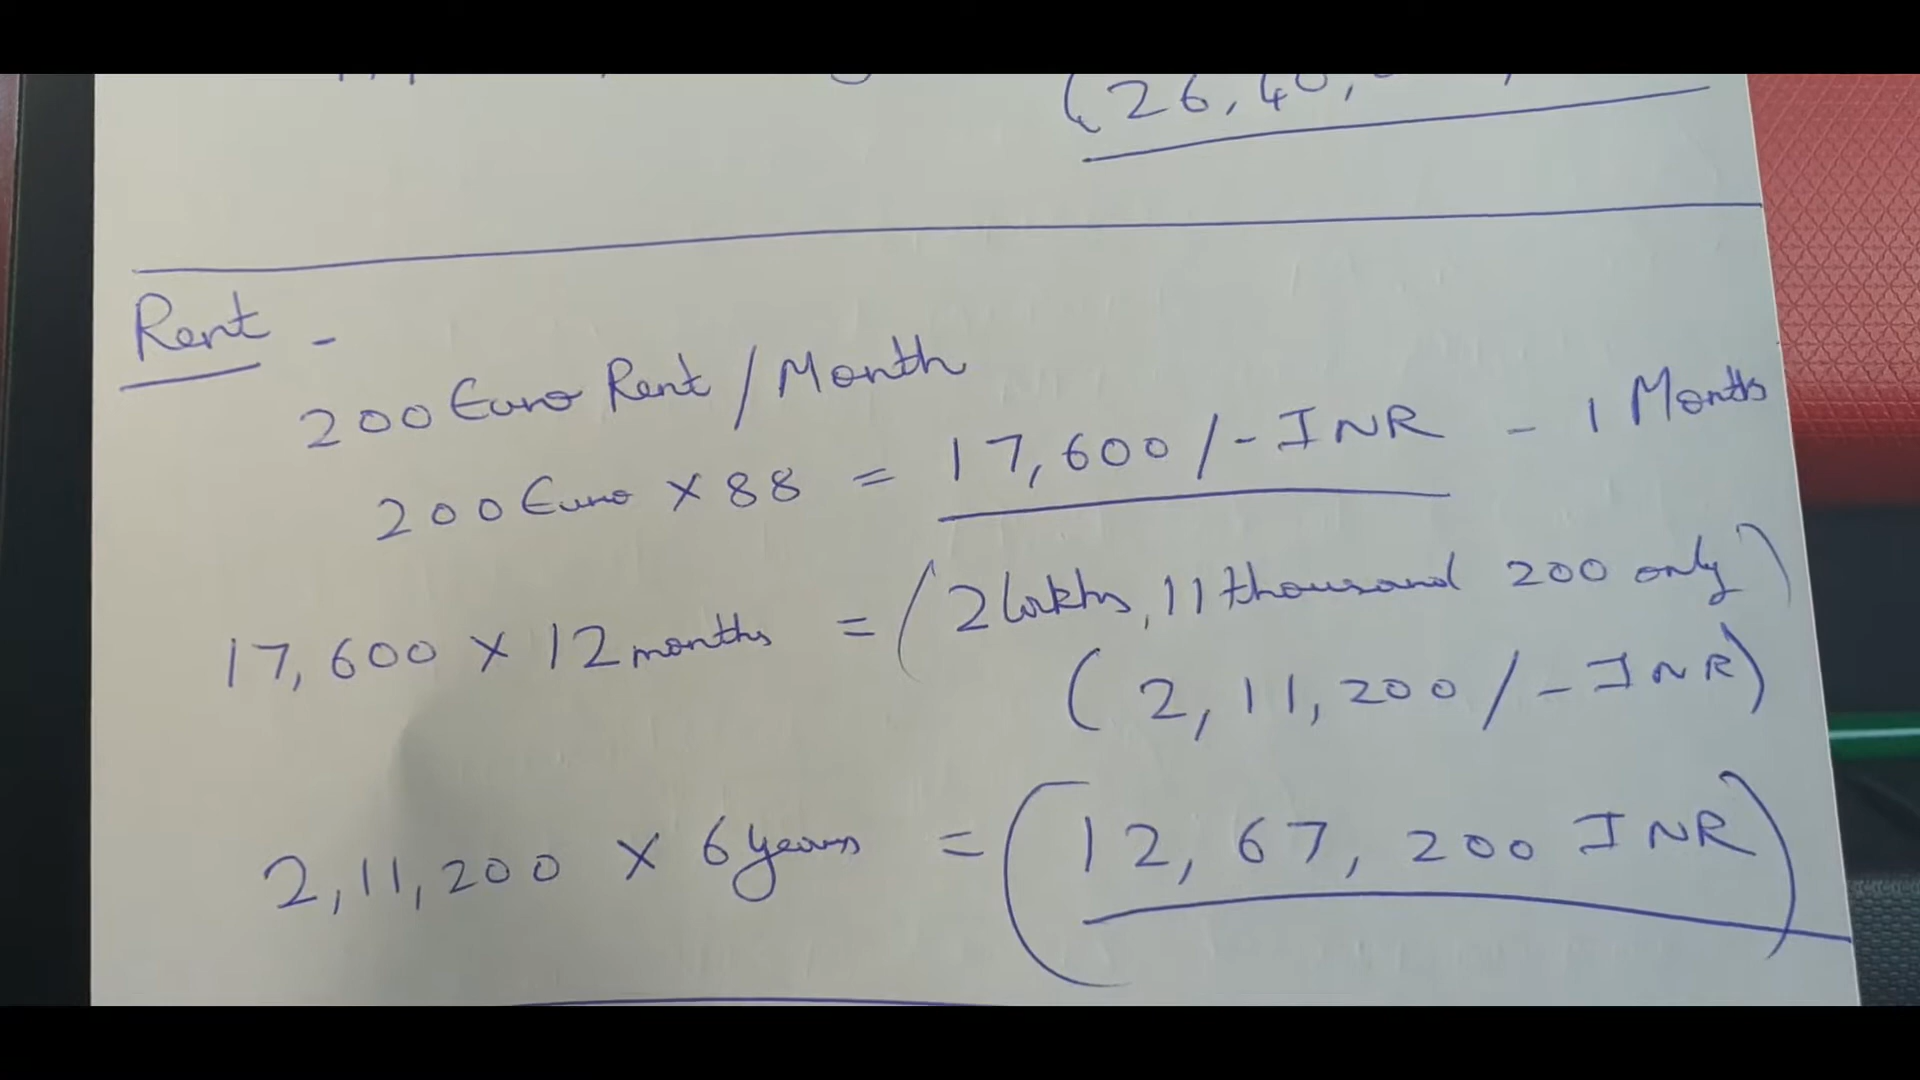 (26,40,
Rent -
200 Euro Rent / Month
200 Euro X 88 = 17,600/- INR - 1 Months
17,600 X 12 months = (2 lakhs, 11 thousand 200 only)
(2,11,200/- INR)
2,11,200 X 6 years = (12,67,200 INR)